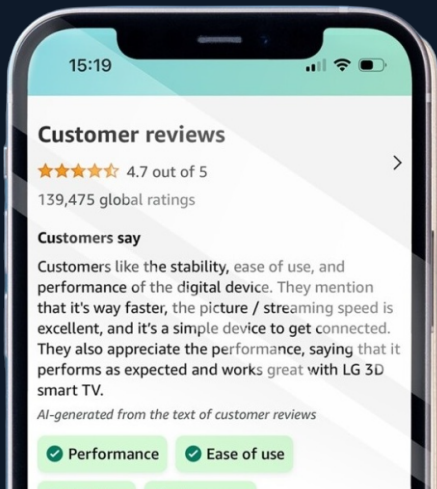 15:19
Customer reviews
4.7 out of 5
139,475 global ratings
Customers say
Customers like the stability, ease of use, and
performance of the digital device. They mention
that it's way faster, the picture / streaming speed is
excellent, and it's a simple device to get connected.
They also appreciate the performance, saying that it
performs as expected and works great with LG 3D
smart TV.
AI-generated from the text of customer reviews
Performance
Ease of use